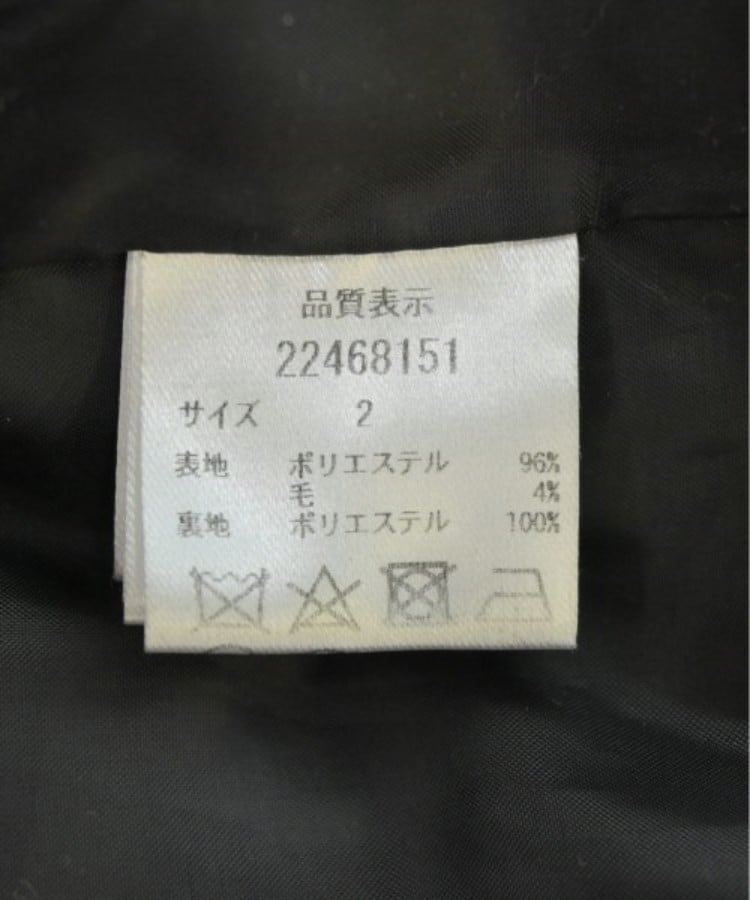 品質表示
22468151
サイズ 2
表地 ポリエステル 96%
毛 4%
裏地 ポリエステル 100%